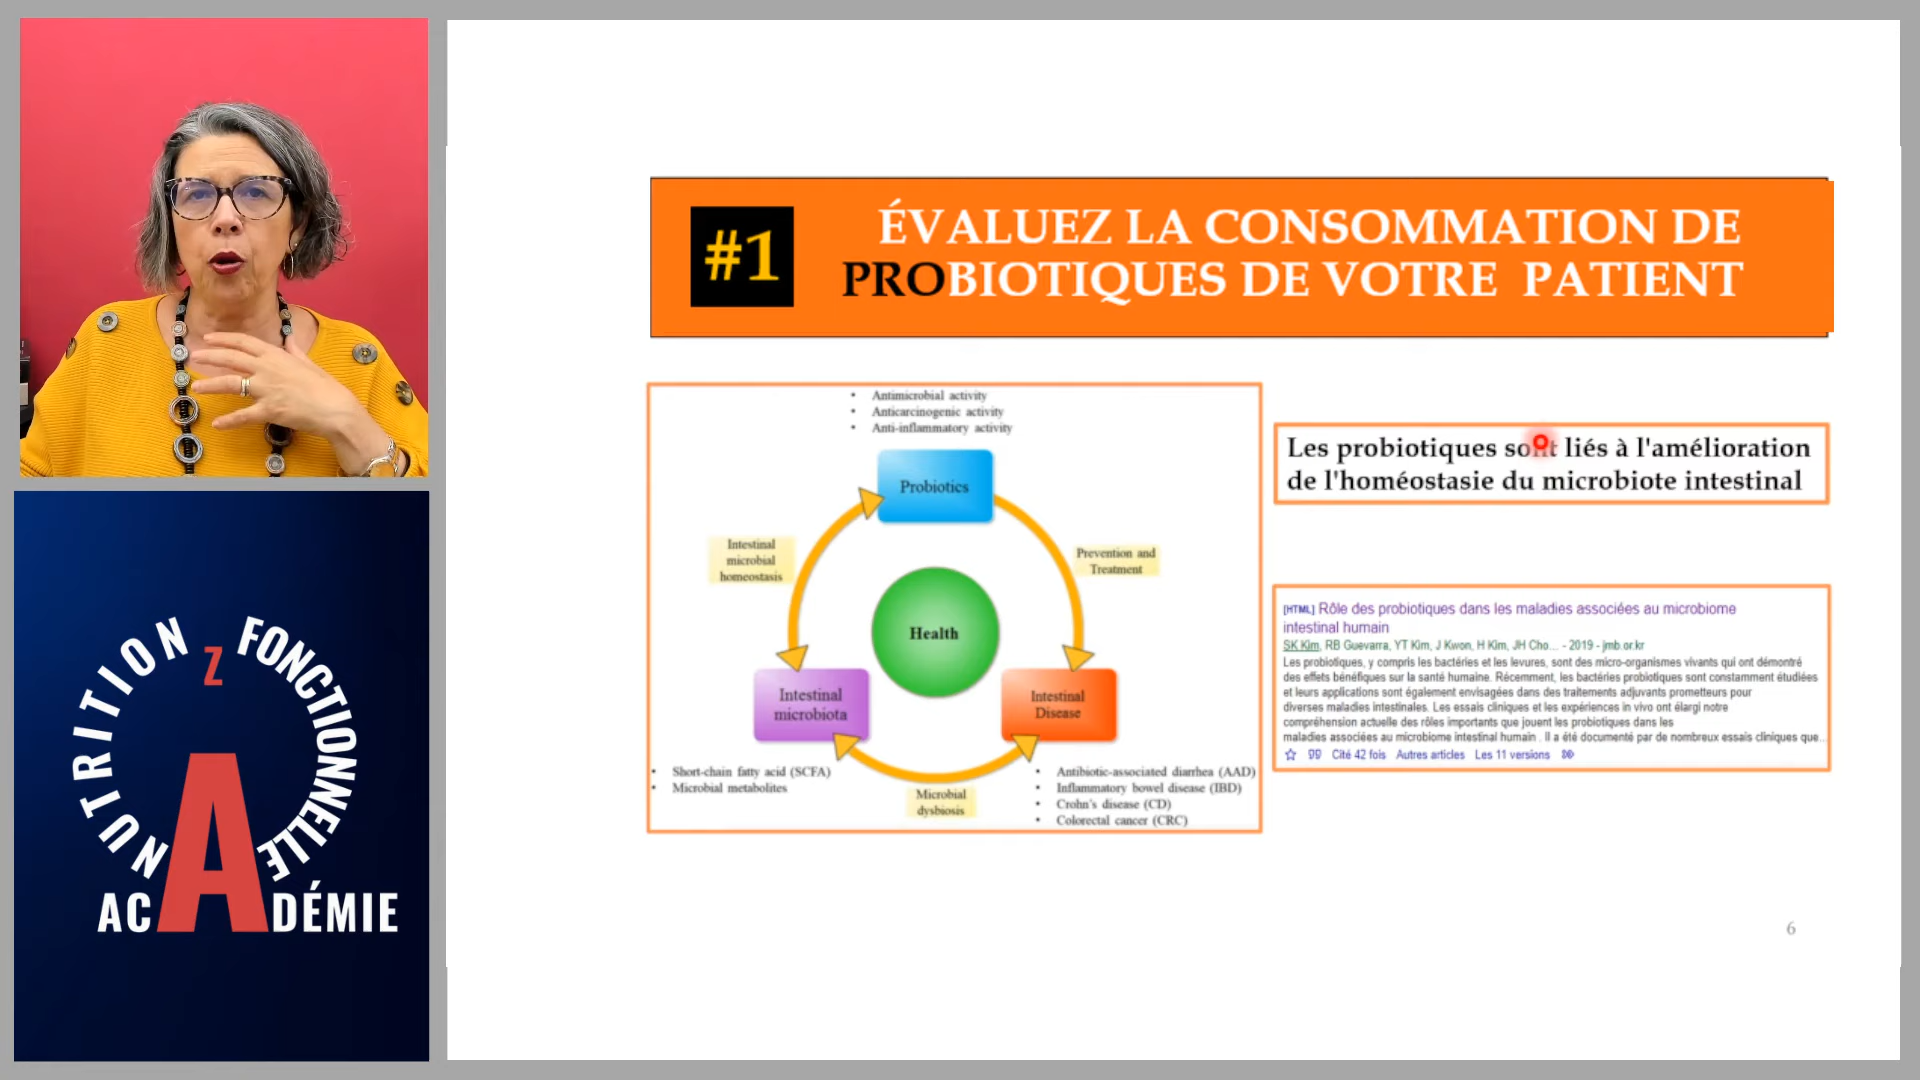 #1
ÉVALUEZ LA CONSOMMATION DE
PROBIOTIQUES DE VOTRE PATIENT
• Antimicrobial activity
• Anticarcinogenic activity
• Anti-inflammatory activity
Probiotics
Intestinal
microbial
homeostasis
Prevention and
Treatment
Health
Intestinal
microbiota
Intestinal
Disease
• Short-chain fatty acid (SCFA)
• Microbial metabolites
Microbial
dysbiosis
• Antibiotic-associated diarrhea (AAD)
• Inflammatory bowel disease (IBD)
• Crohn's disease (CD)
• Colorectal cancer (CRC)
Les probiotiques sont liés à l'amélioration
de l'homéostasie du microbiote intestinal
[HTML] Rôle des probiotiques dans les maladies associées au microbiome
intestinal humain
SK Kim, RB Guevarra, YT Kim, J Kwon, H Kim, JH Cho... - 2019 - jmb.or.kr
Les probiotiques, y compris les bactéries et les levures, sont des micro-organismes vivants qui ont démontré
des effets bénéfiques sur la santé humaine. Récemment, les bactéries probiotiques sont constamment étudiées
et leurs applications sont également envisagées dans des traitements adjuvants prometteurs pour
diverses maladies intestinales. Les essais cliniques et les expériences in vivo ont élargi notre
compréhension actuelle des rôles importants que jouent les probiotiques dans les
maladies associées au microbiome intestinal humain . Il a été documenté par de nombreux essais cliniques que...
Cité 42 fois Autres articles Les 11 versions
6
NUTRITION Z FONCTIONNELLE
ACADÉMIE